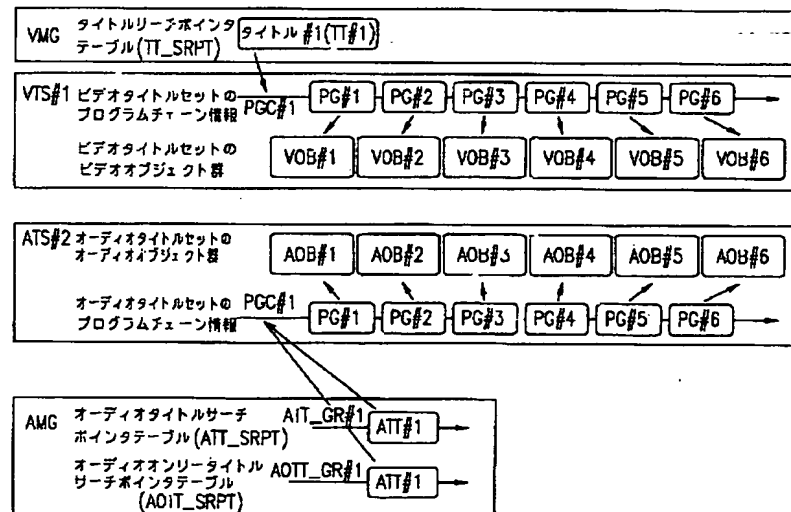 VMG タイトルサーチポインタ
テーブル(TT_SRPT)
タイトル #1(TT#1)
VTS#1 ビデオタイトルセットの
プログラムチェーン情報
PGC#1
PG#1 PG#2 PG#3 PG#4 PG#5 PG#6
ビデオタイトルセットの
ビデオオブジェクト群
VOB#1 VOB#2 VOB#3 VOB#4 VOB#5 VOB#6
ATS#2 オーディオタイトルセットの
オーディオオブジェクト群
AOB#1 AOB#2 AOB#3 AOB#4 AOB#5 AOB#6
オーディオタイトルセットの
プログラムチェーン情報
PGC#1
PG#1 PG#2 PG#3 PG#4 PG#5 PG#6
AMG オーディオタイトルサーチ
ポインタテーブル(ATT_SRPT)
ATT_GR#1
ATT#1
オーディオオンリータイトル
サーチポインタテーブル
(AOTT_SRPT)
AOTT_GR#1
ATT#1